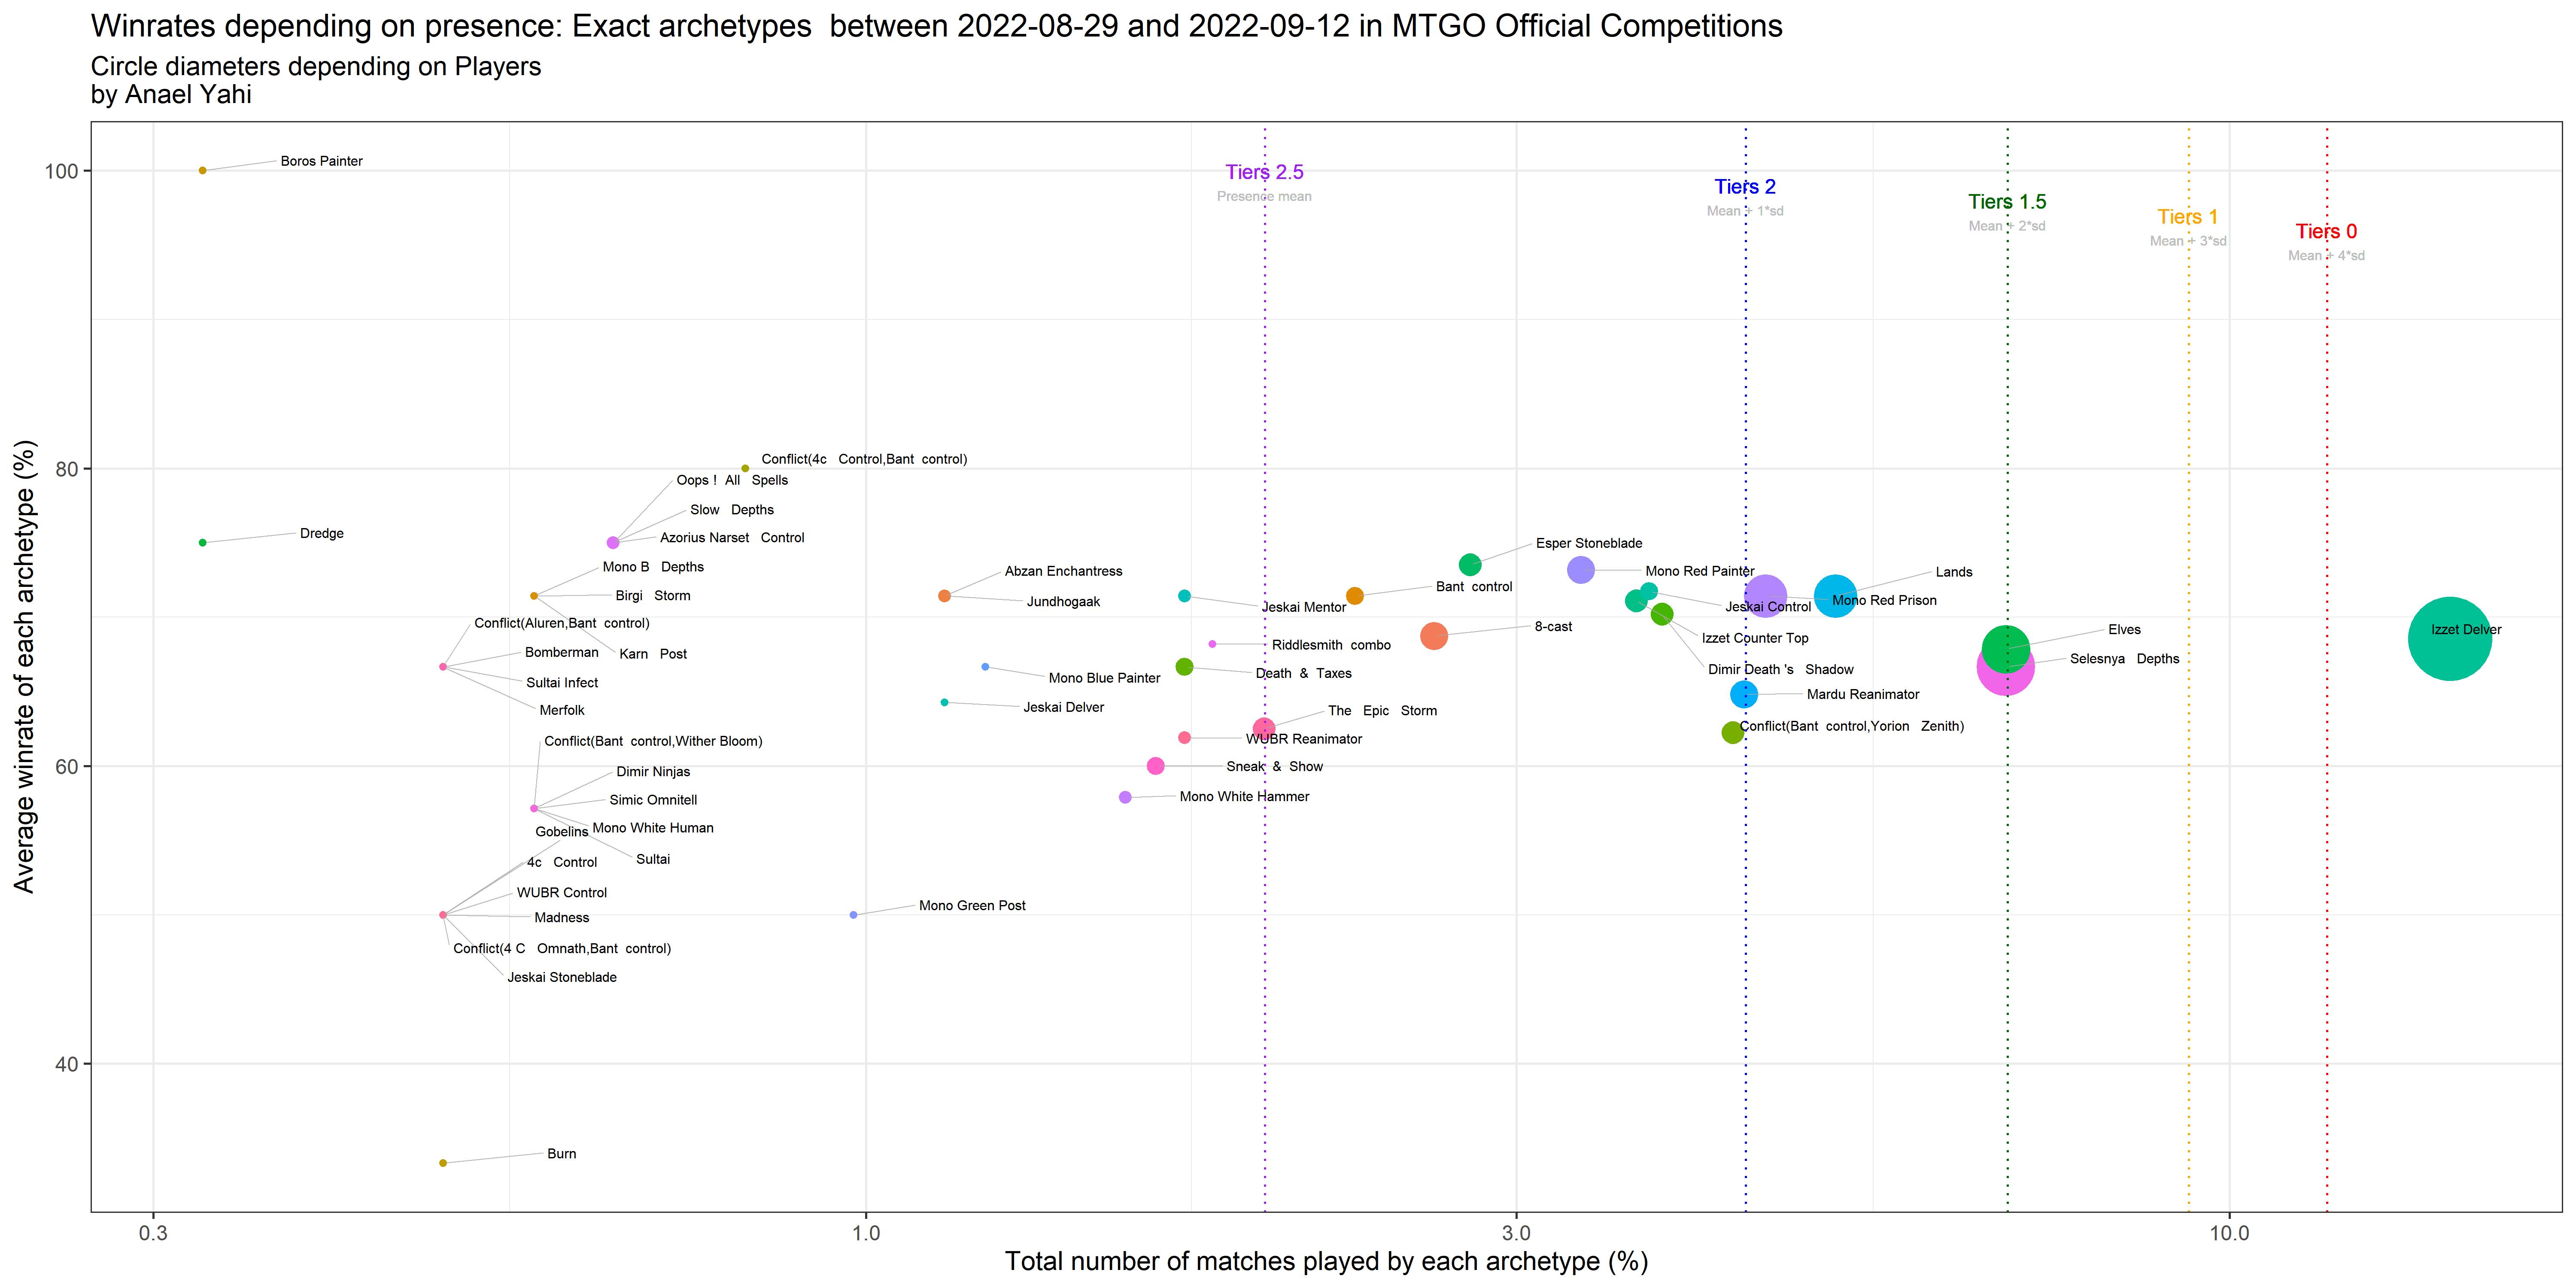 Winrates depending on presence: Exact archetypes  between 2022-08-29 and 2022-09-12 in MTGO Official Competitions
Circle diameters depending on Players
by Anael Yahi
Average winrate of each archetype (%)
100
80
60
40
Tiers 2.5
Presence mean
Tiers 2
Mean + 1*sd
Tiers 1.5
Mean + 2*sd
Tiers 1
Mean + 3*sd
Tiers 0
Mean + 4*sd
Boros Painter
Conflict(4c   Control,Bant  control)
Oops !  All   Spells
Slow   Depths
Dredge
Azorius Narset   Control
Esper Stoneblade
Mono B   Depths
Abzan Enchantress
Mono Red Painter
Lands
Bant  control
Birgi   Storm
Jundhogaak
Mono Red Prison
Jeskai Mentor
Jeskai Control
Conflict(Aluren,Bant  control)
8-cast
Elves
Izzet Delver
Izzet Counter Top
Riddlesmith  combo
Bomberman
Karn   Post
Selesnya   Depths
Dimir Death 's   Shadow
Death  &  Taxes
Mono Blue Painter
Sultai Infect
Mardu Reanimator
Merfolk
Jeskai Delver
The   Epic   Storm
Conflict(Bant  control,Yorion   Zenith)
WUBR Reanimator
Conflict(Bant  control,Wither Bloom)
Sneak  &  Show
Dimir Ninjas
Mono White Hammer
Simic Omnitell
Mono White Human
Gobelins
4c   Control
Sultai
WUBR Control
Mono Green Post
Madness
Conflict(4 C   Omnath,Bant  control)
Jeskai Stoneblade
Burn
0.3
1.0
3.0
10.0
Total number of matches played by each archetype (%)